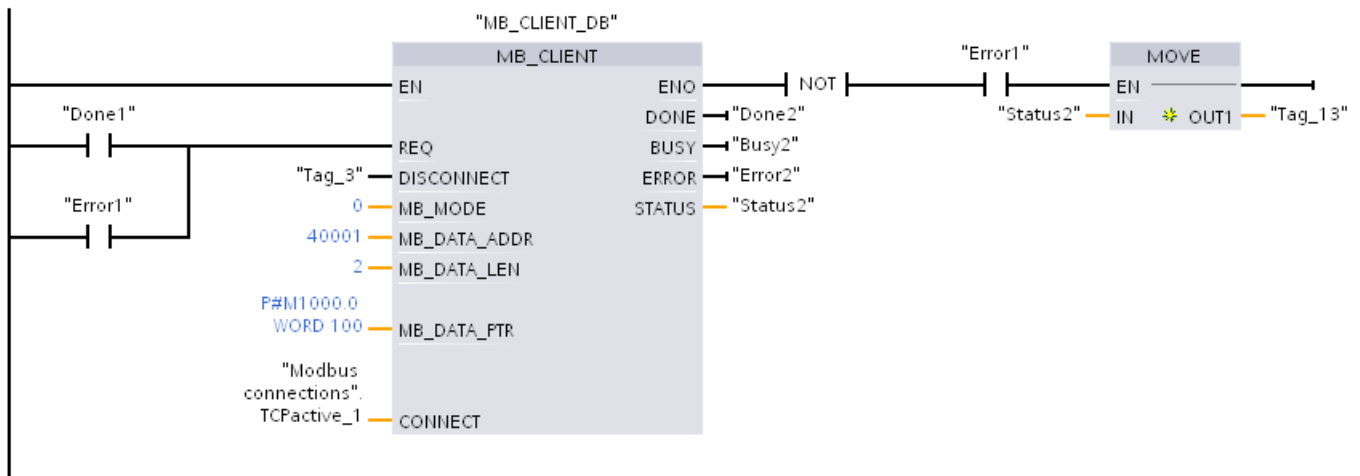 "MB_CLIENT_DB"
MB_CLIENT
"Error1"
MOVE
EN
ENO
NOT
EN
"Done1"
DONE
"Done2"
"Status2"
IN
OUT1
"Tag_13"
REQ
BUSY
"Busy2"
"Tag_3"
DISCONNECT
ERROR
"Error2"
"Error1"
0
MB_MODE
STATUS
"Status2"
40001
MB_DATA_ADDR
2
MB_DATA_LEN
P#M1000.0
WORD 100
MB_DATA_PTR
"Modbus
connections".
TCPactive_1
CONNECT